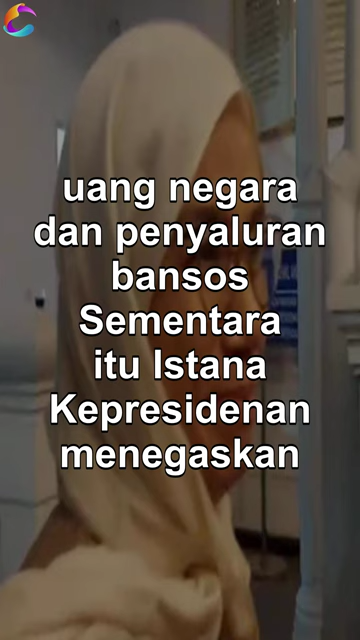 uang negara
dan penyaluran
bansos
Sementara
itu Istana
Kepresidenan
menegaskan